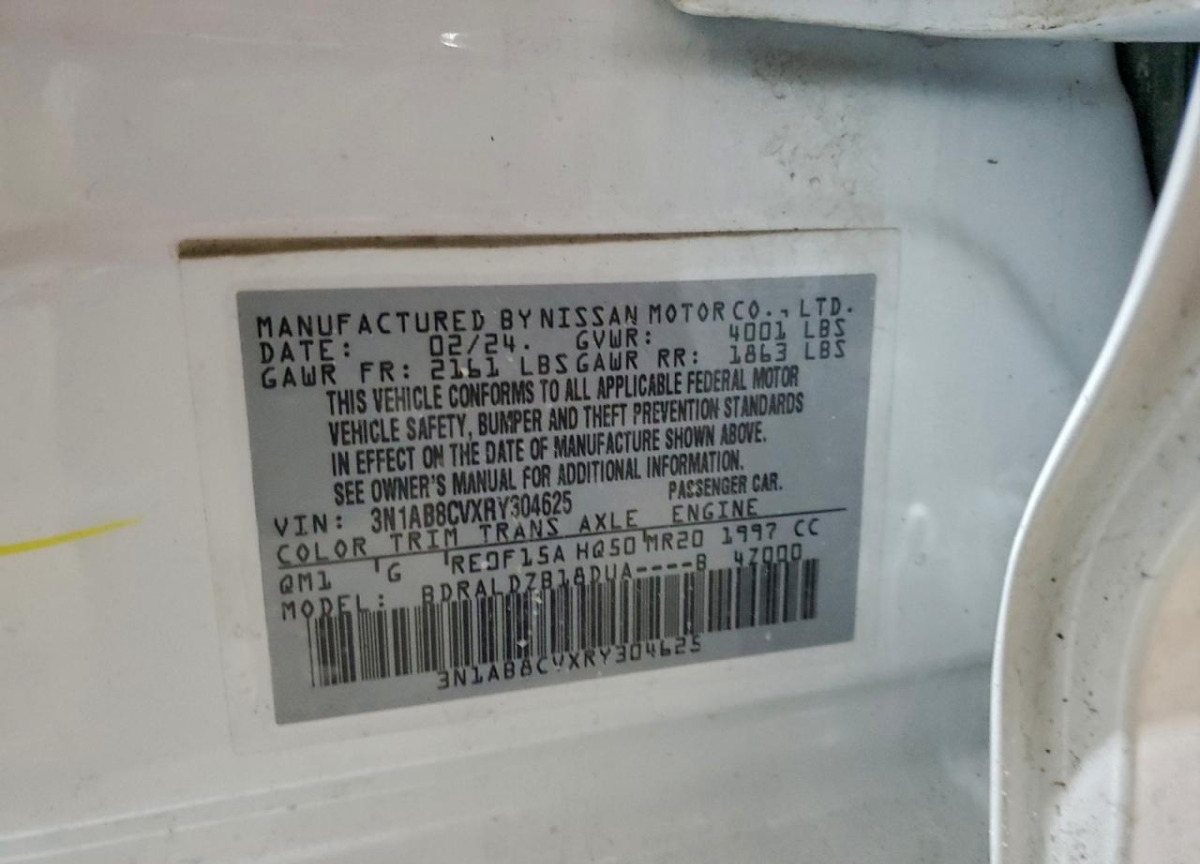 MANUFACTURED BY NISSAN MOTOR CO., LTD.
DATE: 02/24. GVWR: 4001 LBS
GAWR FR: 2161 LBS GAWR RR: 1863 LBS
THIS VEHICLE CONFORMS TO ALL APPLICABLE FEDERAL MOTOR
VEHICLE SAFETY, BUMPER AND THEFT PREVENTION STANDARDS
IN EFFECT ON THE DATE OF MANUFACTURE SHOWN ABOVE.
SEE OWNER'S MANUAL FOR ADDITIONAL INFORMATION.
VIN: 3N1AB8CVXRY304625 PASSENGER CAR.
COLOR TRIM TRANS AXLE ENGINE
QM1 G RE0F15A HQ50 MR20 1997 CC
MODEL: BDRALDZB18DUA----B 4Z000
3N1AB8CVXRY304625